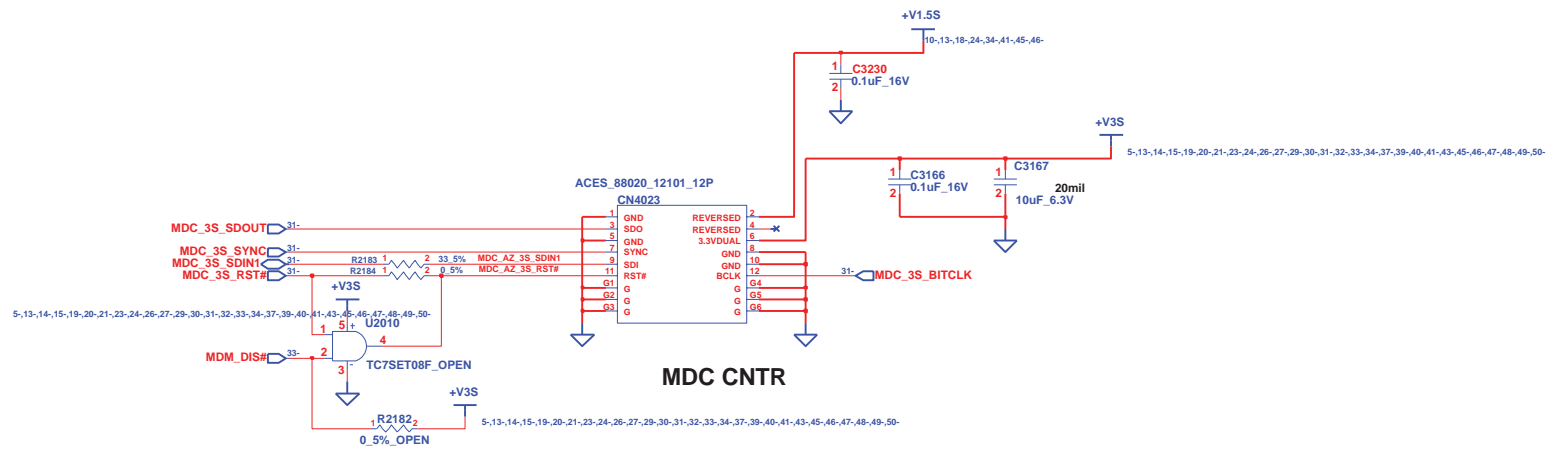 +V1.5S
10-,13-,18-,24-,34-,41-,45-,46-
1 C3230
0.1uF_16V
2
+V3S
5-,13-,14-,15-,19-,20-,21-,23-,24-,26-,27-,29-,30-,31-,32-,33-,34-,37-,39-,40-,41-,43-,45-,46-,47-,48-,49-,50-
1 C3166
0.1uF_16V
2
1 C3167
2 20mil
10uF_6.3V
ACES_88020_12101_12P
CN4023
1 GND REVERSED 2
MDC_3S_SDOUT 31- 3 SDO REVERSED 4
5 GND 3.3VDUAL 6
MDC_3S_SYNC 31- 7 SYNC GND 8
MDC_3S_SDIN1 31- R2183 1 2 33_5% MDC_AZ_3S_SDIN1 9 SDI GND 10
MDC_3S_RST# 31- R2184 1 2 0_5% MDC_AZ_3S_RST# 11 RST# BCLK 12 31- MDC_3S_BITCLK
G1 G G G4
G2 G G G5
G3 G G G6
+V3S
5-,13-,14-,15-,19-,20-,21-,23-,24-,26-,27-,29-,30-,31-,32-,33-,34-,37-,39-,40-,41-,43-,45-,46-,47-,48-,49-,50-
U2010
1 5 +
4
MDM_DIS# 33- 2
3 -
TC7SET08F_OPEN
MDC CNTR
+V3S
1 R2182 2
5-,13-,14-,15-,19-,20-,21-,23-,24-,26-,27-,29-,30-,31-,32-,33-,34-,37-,39-,40-,41-,43-,45-,46-,47-,48-,49-,50-
0_5%_OPEN